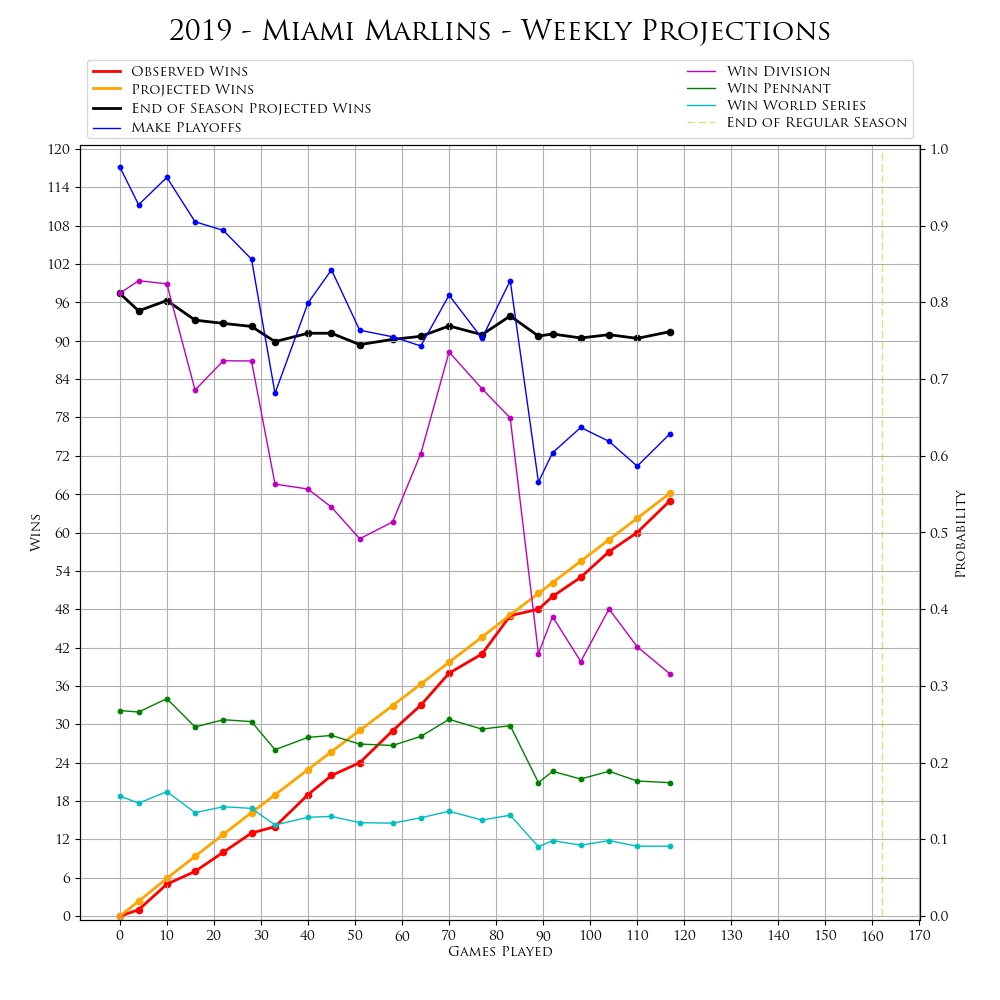 2019 - Miami Marlins - Weekly Projections
Observed Wins
Projected Wins
End of Season Projected Wins
Make Playoffs
Win Division
Win Pennant
Win World Series
End of Regular Season
120
114
108
102
96
90
84
78
72
66
60
54
48
42
36
30
24
18
12
6
0
Wins
1.0
0.9
0.8
0.7
0.6
0.5
0.4
0.3
0.2
0.1
0.0
Probability
0 10 20 30 40 50 60 70 80 90 100 110 120 130 140 150 160 170
Games Played